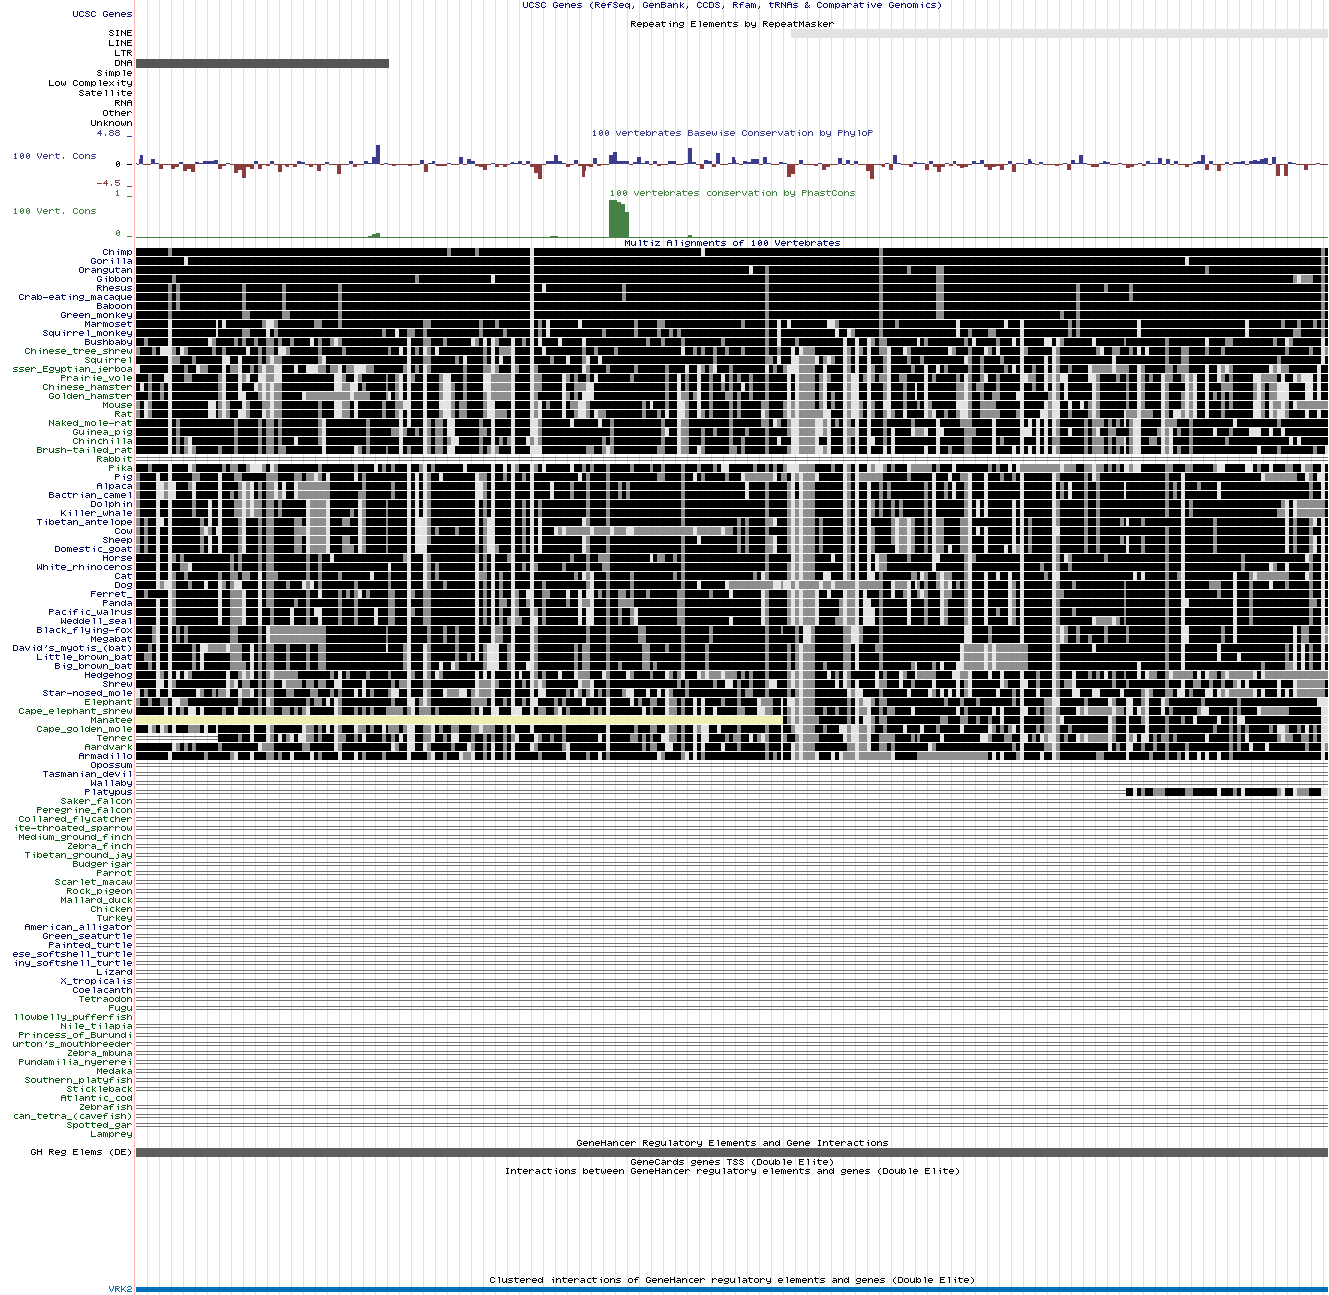 UCSC Genes (RefSeq, GenBank, CCDS, Rfam, tRNAs & Comparative Genomics)
UCSC Genes
Repeating Elements by RepeatMasker
SINE
LINE
LTR
DNA
Simple
Low Complexity
Satellite
RNA
Other
Unknown
4.88 _
100 vertebrates Basewise Conservation by PhyloP
100 Vert. Cons
0 _
-4.5 _
1 _
100 vertebrates conservation by PhastCons
100 Vert. Cons
0 _
Multiz Alignments of 100 Vertebrates
Chimp
Gorilla
Orangutan
Gibbon
Rhesus
Crab-eating_macaque
Baboon
Green_monkey
Marmoset
Squirrel_monkey
Bushbaby
Chinese_tree_shrew
Squirrel
sser_Egyptian_jerboa
Prairie_vole
Chinese_hamster
Golden_hamster
Mouse
Rat
Naked_mole-rat
Guinea_pig
Chinchilla
Brush-tailed_rat
Rabbit
Pika
Pig
Alpaca
Bactrian_camel
Dolphin
Killer_whale
Tibetan_antelope
Cow
Sheep
Domestic_goat
Horse
White_rhinoceros
Cat
Dog
Ferret_
Panda
Pacific_walrus
Weddell_seal
Black_flying-fox
Megabat
David's_myotis_(bat)
Little_brown_bat
Big_brown_bat
Hedgehog
Shrew
Star-nosed_mole
Elephant
Cape_elephant_shrew
Manatee
Cape_golden_mole
Tenrec
Aardvark
Armadillo
Opossum
Tasmanian_devil
Wallaby
Platypus
Saker_falcon
Peregrine_falcon
Collared_flycatcher
ite-throated_sparrow
Medium_ground_finch
Zebra_finch
Tibetan_ground_jay
Budgerigar
Parrot
Scarlet_macaw
Rock_pigeon
Mallard_duck
Chicken
Turkey
American_alligator
Green_seaturtle
Painted_turtle
ese_softshell_turtle
iny_softshell_turtle
Lizard
X_tropicalis
Coelacanth
Tetraodon
Fugu
llowbelly_pufferfish
Nile_tilapia
Princess_of_Burundi
urton's_mouthbreeder
Zebra_mbuna
Pundamilia_nyererei
Medaka
Southern_platyfish
Stickleback
Atlantic_cod
Zebrafish
can_tetra_(cavefish)
Spotted_gar
Lamprey
GeneHancer Regulatory Elements and Gene Interactions
GH Reg Elems (DE)
GeneCards genes TSS (Double Elite)
Interactions between GeneHancer regulatory elements and genes (Double Elite)
Clustered interactions of GeneHancer regulatory elements and genes (Double Elite)
VRK2